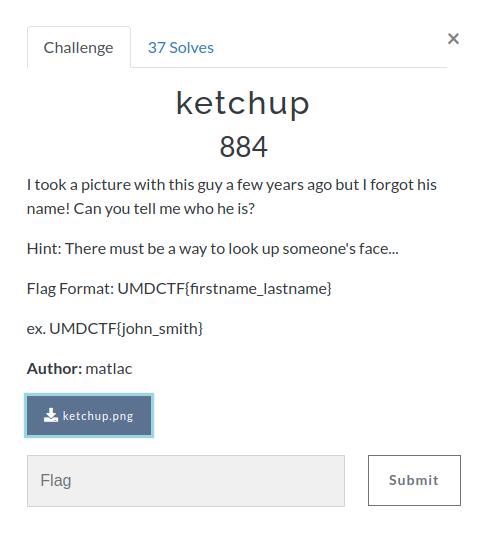 Challenge
37 Solves
×
ketchup
884
I took a picture with this guy a few years ago but I forgot his
name! Can you tell me who he is?
Hint: There must be a way to look up someone's face...
Flag Format: UMDCTF{firstname_lastname}
ex. UMDCTF{john_smith}
Author: matlac
ketchup.png
Flag
Submit